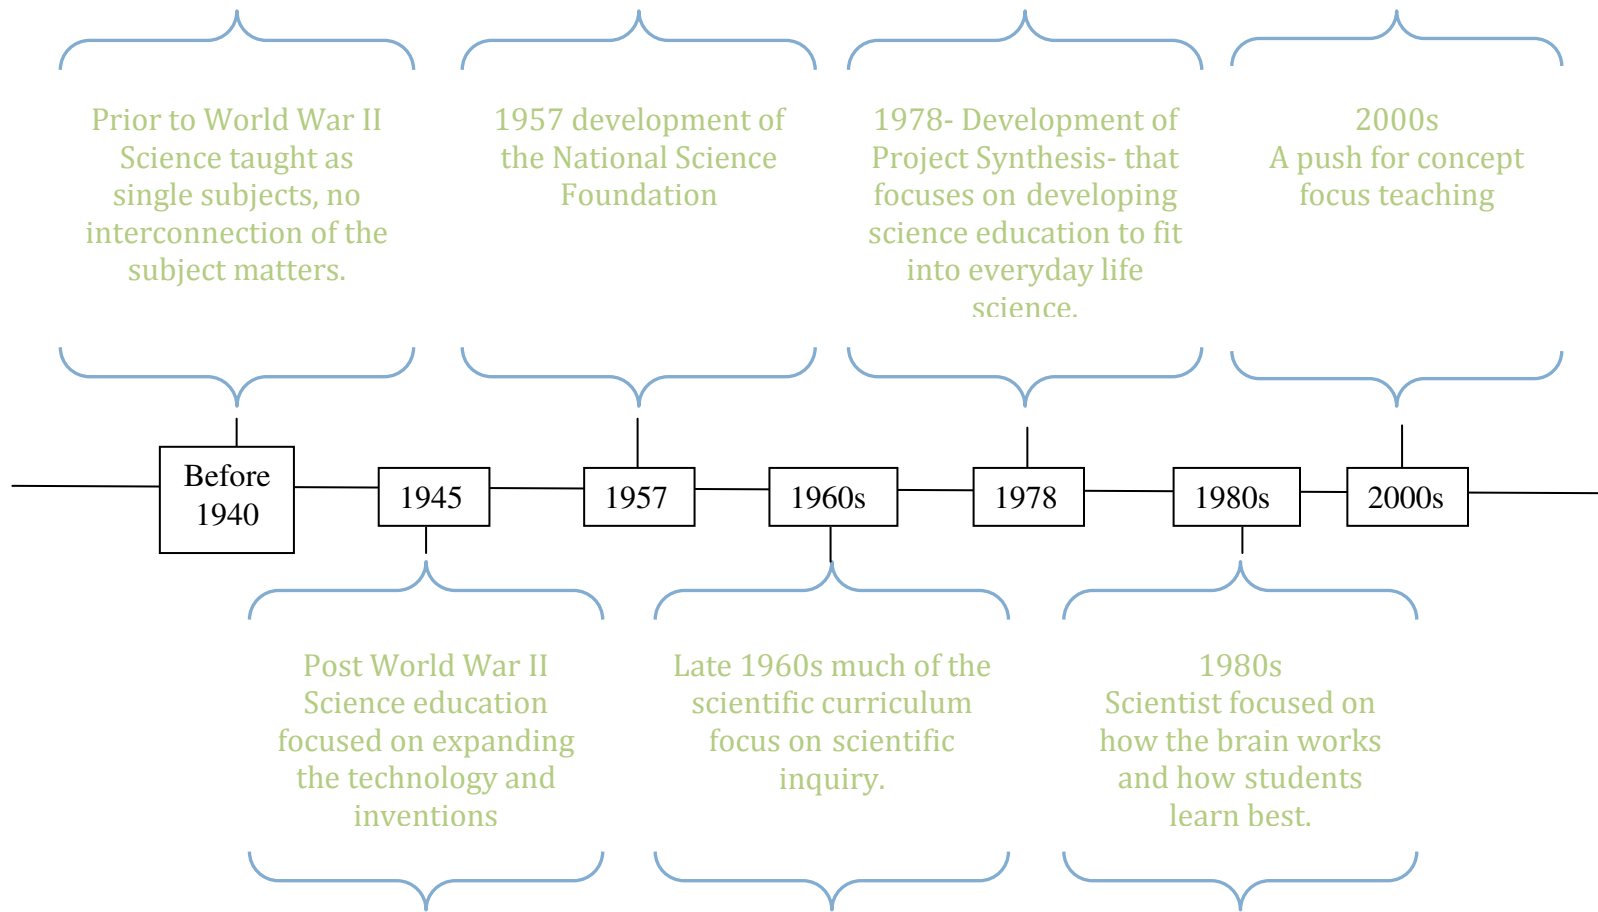 Prior to World War II
Science taught as
single subjects, no
interconnection of the
subject matters.
1957 development of
the National Science
Foundation
1978- Development of
Project Synthesis- that
focuses on developing
science education to fit
into everyday life
science.
2000s
A push for concept
focus teaching
Before
1940
1945
1957
1960s
1978
1980s
2000s
Post World War II
Science education
focused on expanding
the technology and
inventions
Late 1960s much of the
scientific curriculum
focus on scientific
inquiry.
1980s
Scientist focused on
how the brain works
and how students
learn best.